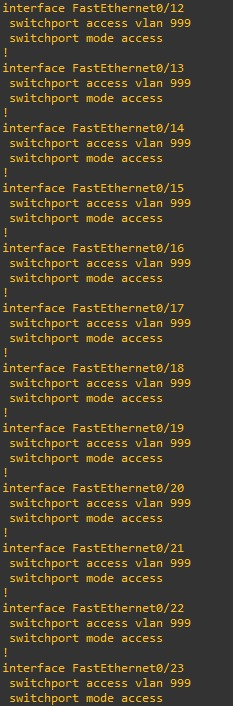 interface FastEthernet0/12
 switchport access vlan 999
 switchport mode access
!
interface FastEthernet0/13
 switchport access vlan 999
 switchport mode access
!
interface FastEthernet0/14
 switchport access vlan 999
 switchport mode access
!
interface FastEthernet0/15
 switchport access vlan 999
 switchport mode access
!
interface FastEthernet0/16
 switchport access vlan 999
 switchport mode access
!
interface FastEthernet0/17
 switchport access vlan 999
 switchport mode access
!
interface FastEthernet0/18
 switchport access vlan 999
 switchport mode access
!
interface FastEthernet0/19
 switchport access vlan 999
 switchport mode access
!
interface FastEthernet0/20
 switchport access vlan 999
 switchport mode access
!
interface FastEthernet0/21
 switchport access vlan 999
 switchport mode access
!
interface FastEthernet0/22
 switchport access vlan 999
 switchport mode access
!
interface FastEthernet0/23
 switchport access vlan 999
 switchport mode access